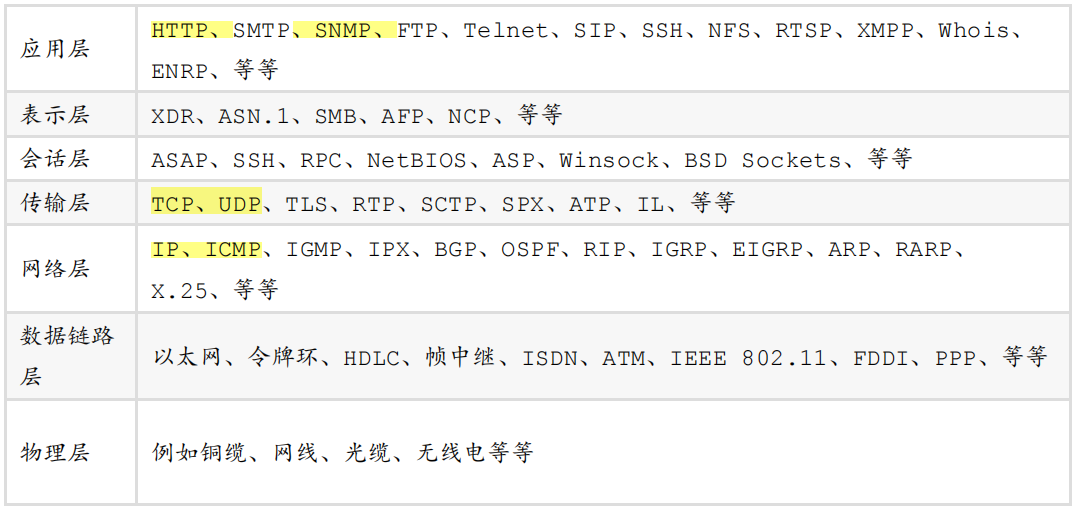 应用层
HTTP、SMTP、SNMP、FTP、Telnet、SIP、SSH、NFS、RTSP、XMPP、Whois、
ENRP、等等
表示层
XDR、ASN.1、SMB、AFP、NCP、等等
会话层
ASAP、SSH、RPC、NetBIOS、ASP、Winsock、BSD Sockets、等等
传输层
TCP、UDP、TLS、RTP、SCTP、SPX、ATP、IL、等等
网络层
IP、ICMP、IGMP、IPX、BGP、OSPF、RIP、IGRP、EIGRP、ARP、RARP、
X.25、等等
数据链路
层
以太网、令牌环、HDLC、帧中继、ISDN、ATM、IEEE 802.11、FDDI、PPP、等等
物理层
例如铜缆、网线、光缆、无线电等等